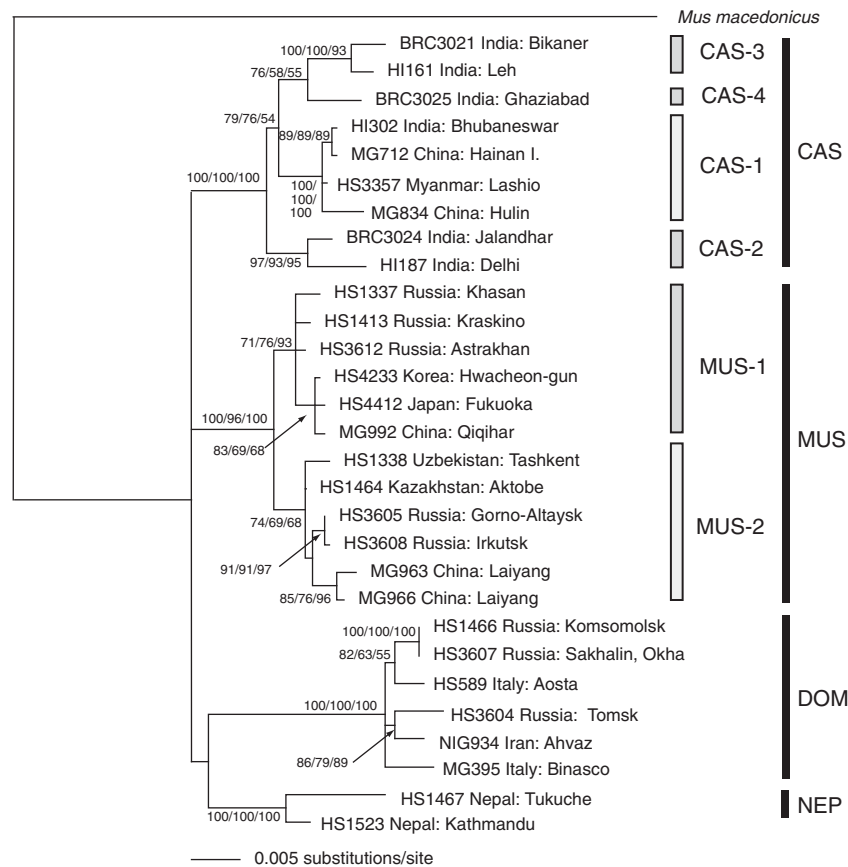 Mus macedonicus
100/100/93
BRC3021 India: Bikaner
HI161 India: Leh
CAS-3
76/58/55
BRC3025 India: Ghaziabad
CAS-4
79/76/54
89/89/89
HI302 India: Bhubaneswar
MG712 China: Hainan I.
CAS-1
CAS
100/100/100
100/
100/
100
HS3357 Myanmar: Lashio
MG834 China: Hulin
BRC3024 India: Jalandhar
CAS-2
97/93/95
HI187 India: Delhi
HS1337 Russia: Khasan
HS1413 Russia: Kraskino
71/76/93
HS3612 Russia: Astrakhan
MUS-1
HS4233 Korea: Hwacheon-gun
HS4412 Japan: Fukuoka
100/96/100
MG992 China: Qiqihar
MUS
83/69/68
HS1338 Uzbekistan: Tashkent
HS1464 Kazakhstan: Aktobe
74/69/68
HS3605 Russia: Gorno-Altaysk
MUS-2
HS3608 Russia: Irkutsk
91/91/97
MG963 China: Laiyang
85/76/96
MG966 China: Laiyang
HS1466 Russia: Komsomolsk
100/100/100
82/63/55
HS3607 Russia: Sakhalin, Okha
HS589 Italy: Aosta
DOM
100/100/100
HS3604 Russia: Tomsk
NIG934 Iran: Ahvaz
86/79/89
MG395 Italy: Binasco
HS1467 Nepal: Tukuche
NEP
100/100/100
HS1523 Nepal: Kathmandu
0.005 substitutions/site